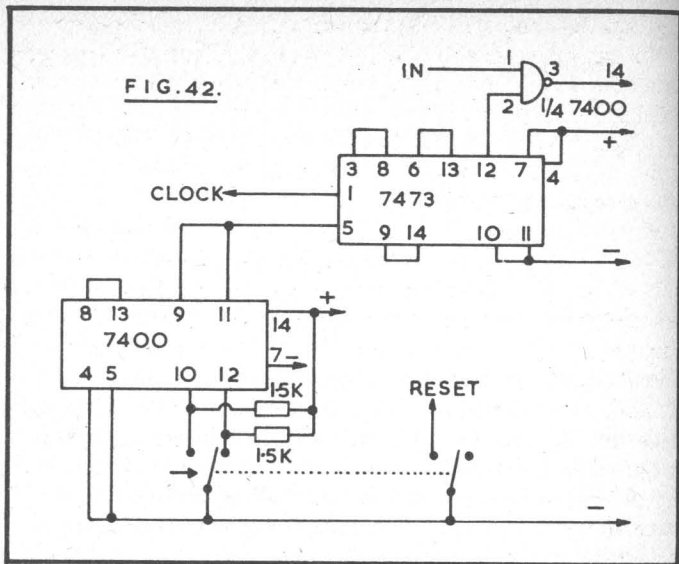 FIG.42.
IN
1
3
14
2
1/4 7400
+
3 8 6 13 12 7
4
CLOCK
1
7473
5
9 14 10 11
−
8 13 9 11
14
+
7400
7 −
4 5 10 12
1·5K
RESET
1·5K
−